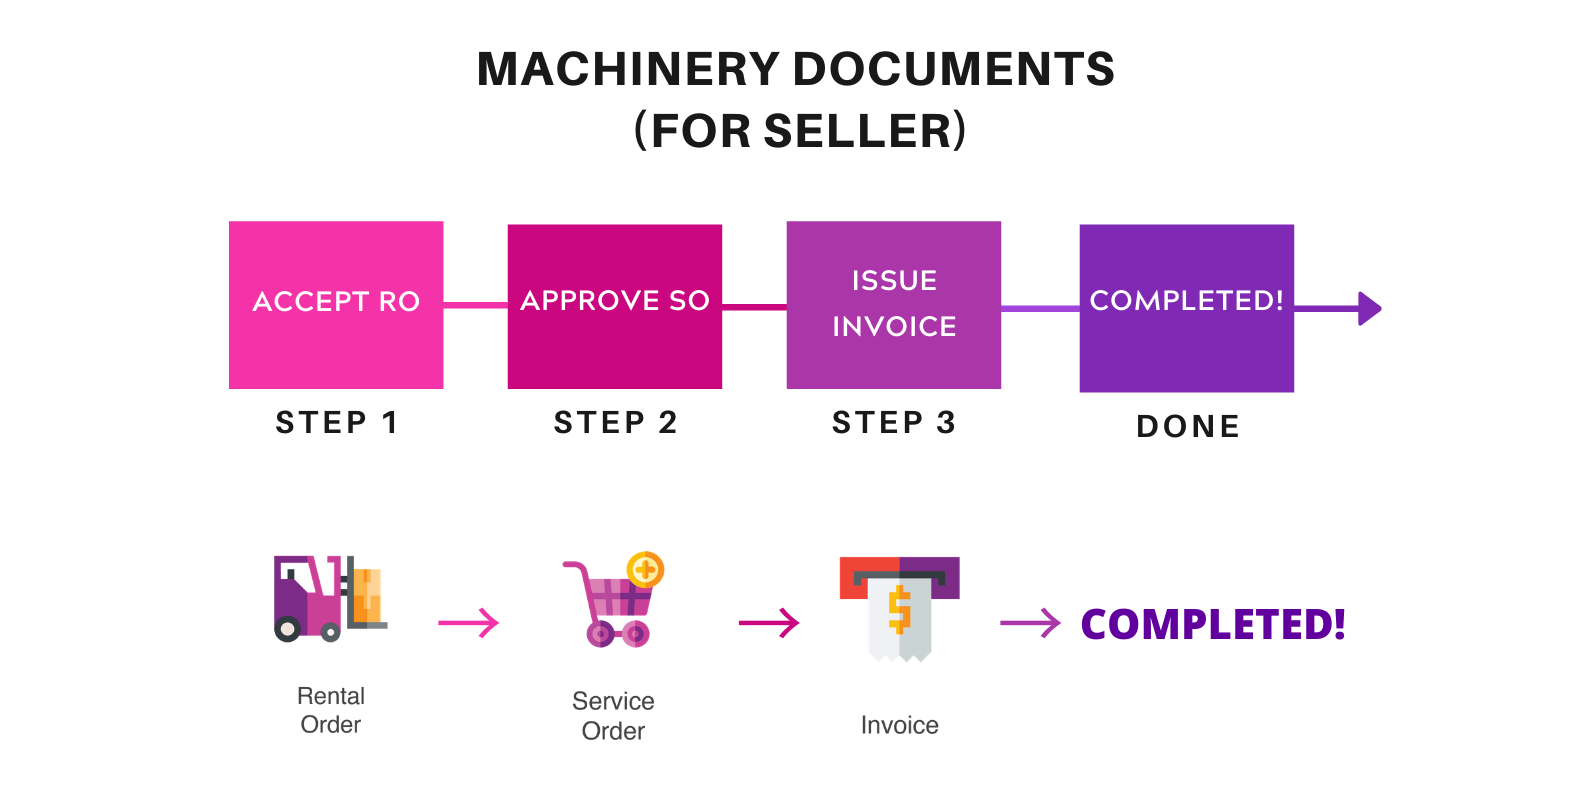 MACHINERY DOCUMENTS
(FOR SELLER)
ACCEPT RO
APPROVE SO
ISSUE
INVOICE
COMPLETED!
STEP 1
STEP 2
STEP 3
DONE
$
COMPLETED!
Rental
Order
Service
Order
Invoice